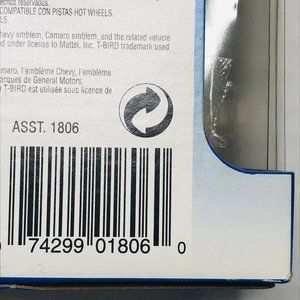 COMPATIBLE CON PISTAS HOT WHEELS.
hevy emblem, Camaro emblem, and the related vehicle
ed under license to Mattel, Inc. T-BIRD trademark used
amaro, l'emblème Chevy, l'emblème
arques de General Motors.
e T-BIRD est utilisée sous licence de
ASST. 1806
74299 01806 0